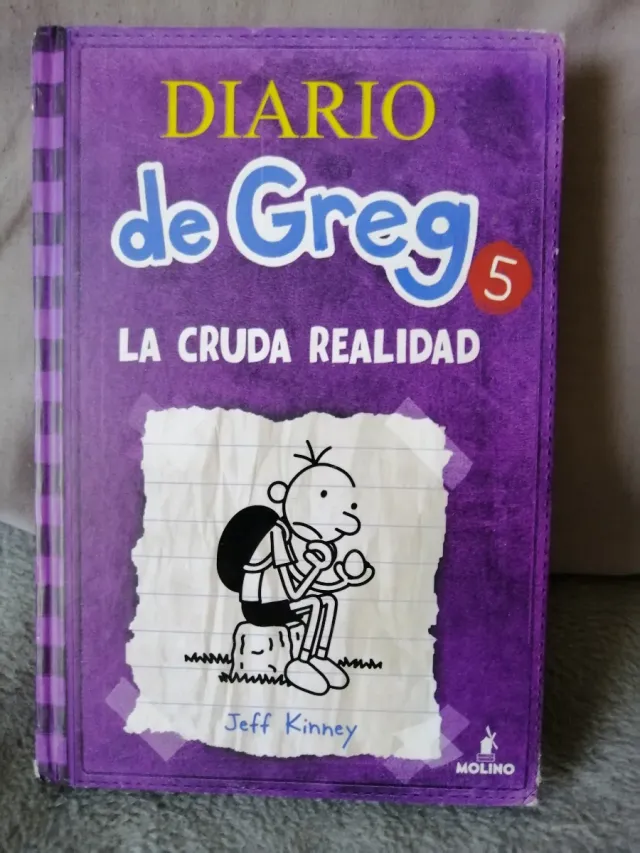 DIARIO
de Greg 5
LA CRUDA REALIDAD
Jeff Kinney
MOLINO